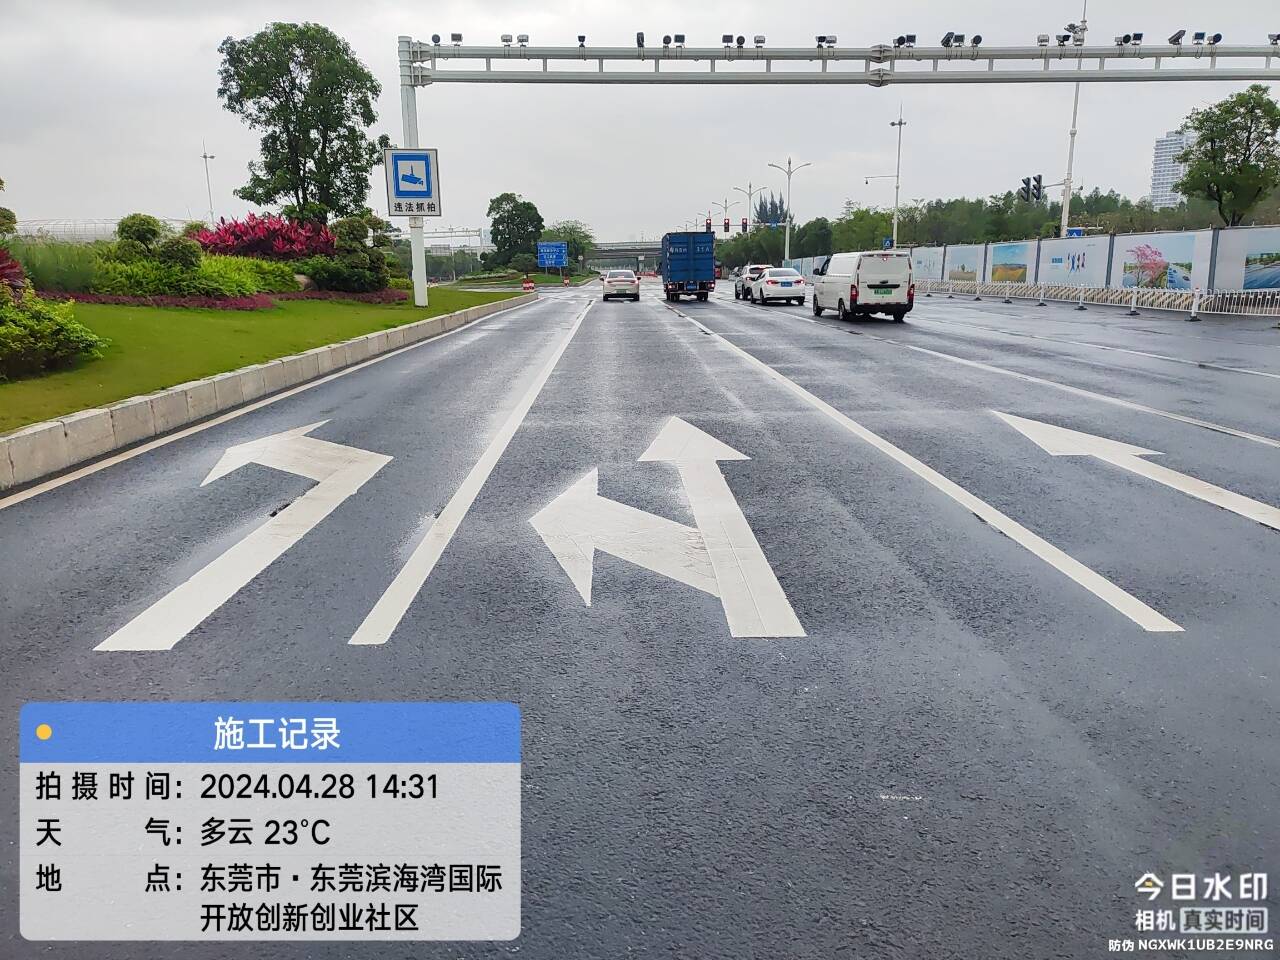 违法抓拍
施工记录
拍摄时间：2024.04.28 14:31
天气：多云 23°C
地点：东莞市·东莞滨海湾国际
开放创新创业社区
今日水印
相机 真实时间
防伪 NGXWK1UB2E9NRG